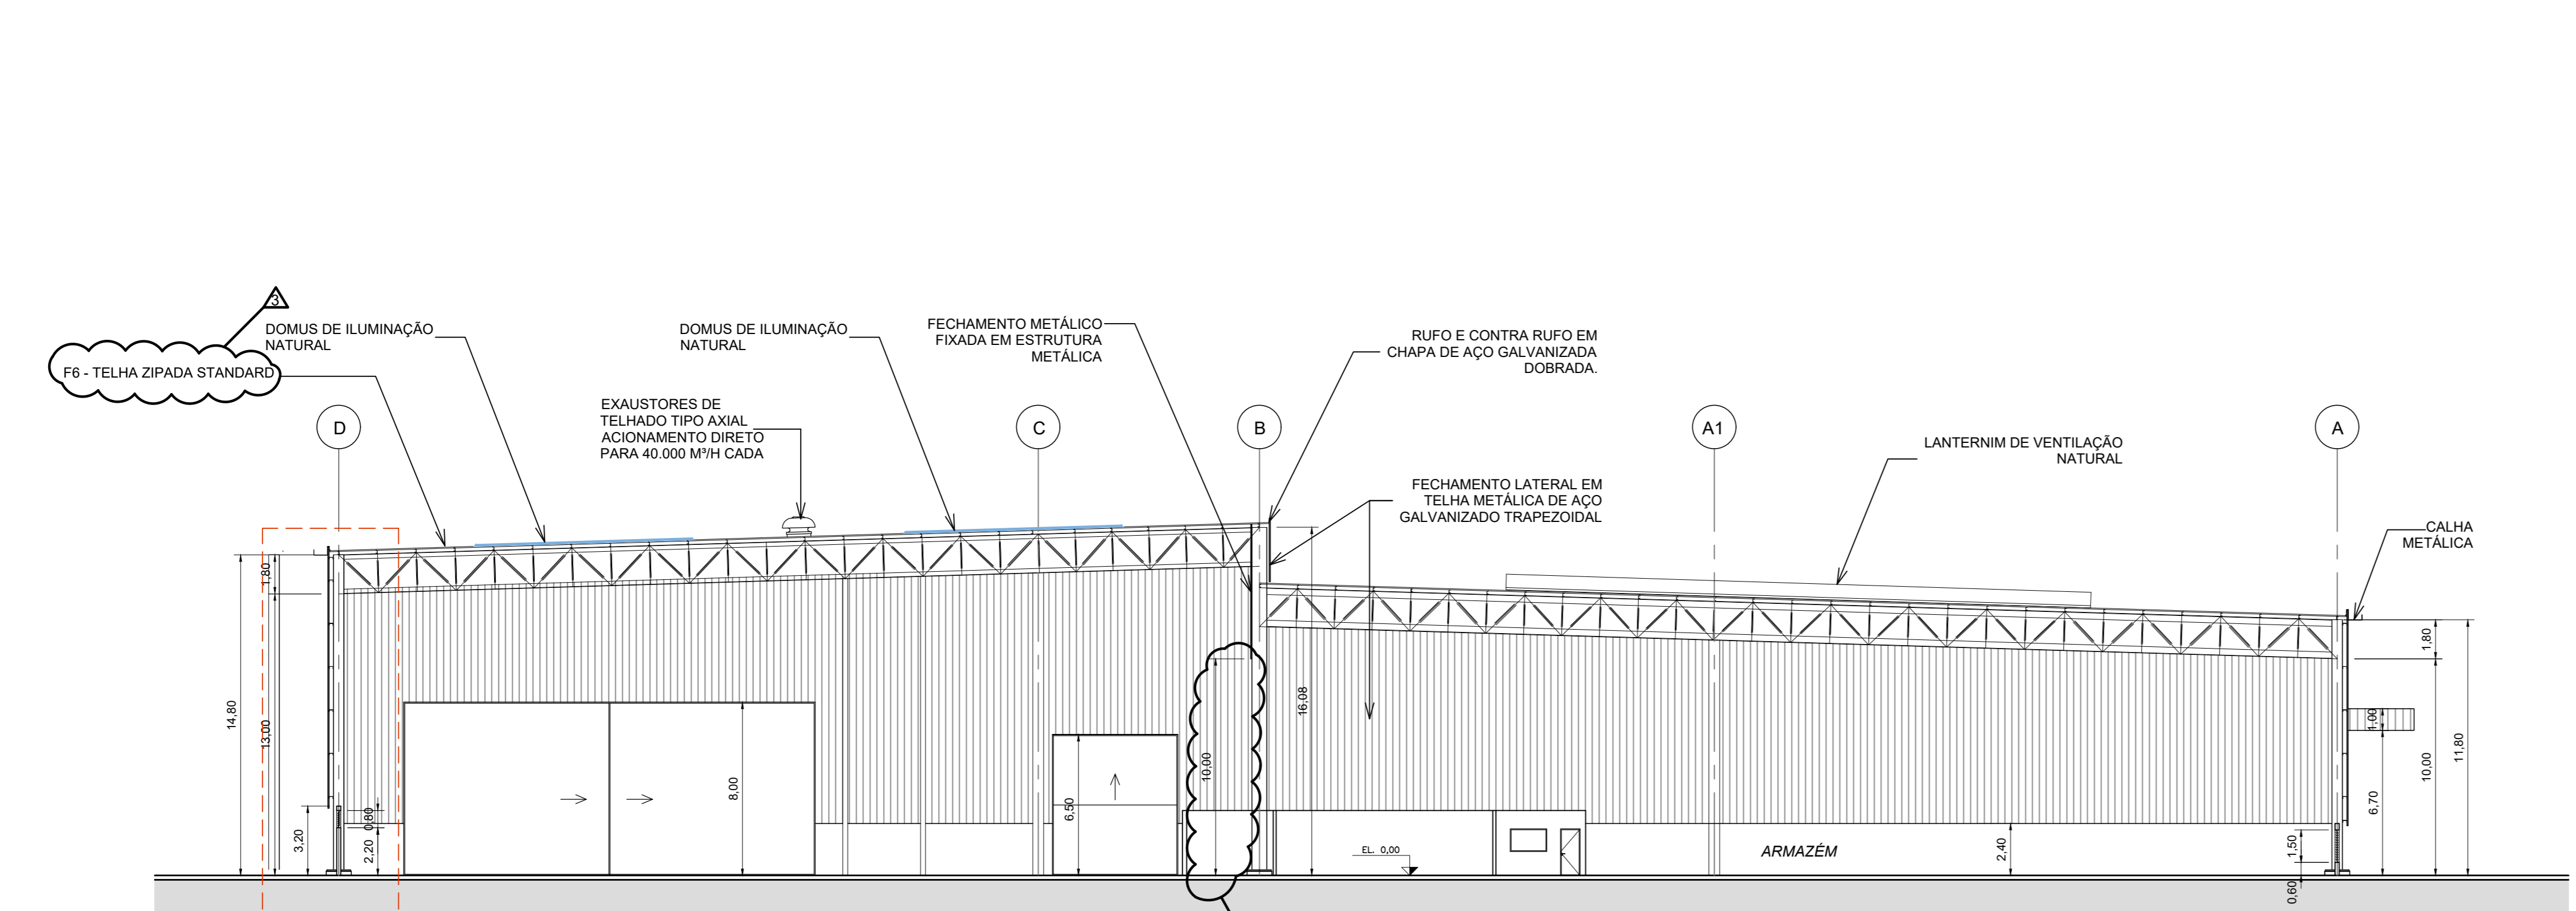 3
DOMUS DE ILUMINAÇÃO
NATURAL
F6 - TELHA ZIPADA STANDARD
DOMUS DE ILUMINAÇÃO
NATURAL
FECHAMENTO METÁLICO
FIXADA EM ESTRUTURA
METÁLICA
RUFO E CONTRA RUFO EM
CHAPA DE AÇO GALVANIZADA
DOBRADA.
EXAUSTORES DE
TELHADO TIPO AXIAL
ACIONAMENTO DIRETO
PARA 40.000 M³/H CADA
D
C
B
A1
A
LANTERNIM DE VENTILAÇÃO
NATURAL
FECHAMENTO LATERAL EM
TELHA METÁLICA DE AÇO
GALVANIZADO TRAPEZOIDAL
CALHA
METÁLICA
1,80
14,80
13,00
3,20
0,80
2,20
8,00
6,50
10,00
16,08
EL. 0,00
ARMAZÉM
2,40
1,50
0,60
1,00
6,70
1,80
10,00
11,80